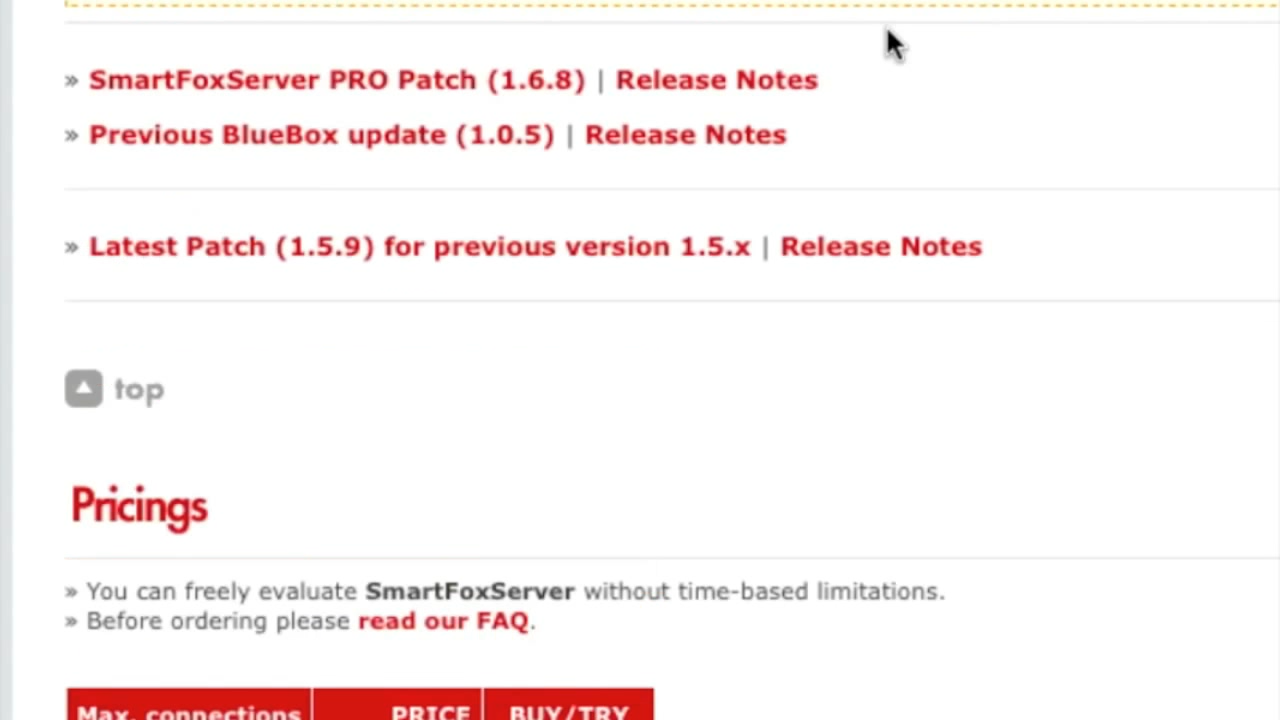 » SmartFoxServer PRO Patch (1.6.8) | Release Notes
» Previous BlueBox update (1.0.5) | Release Notes
» Latest Patch (1.5.9) for previous version 1.5.x | Release Notes
top
Pricings
» You can freely evaluate SmartFoxServer without time-based limitations.
» Before ordering please read our FAQ.
Max. connections PRICE BUY/TRY